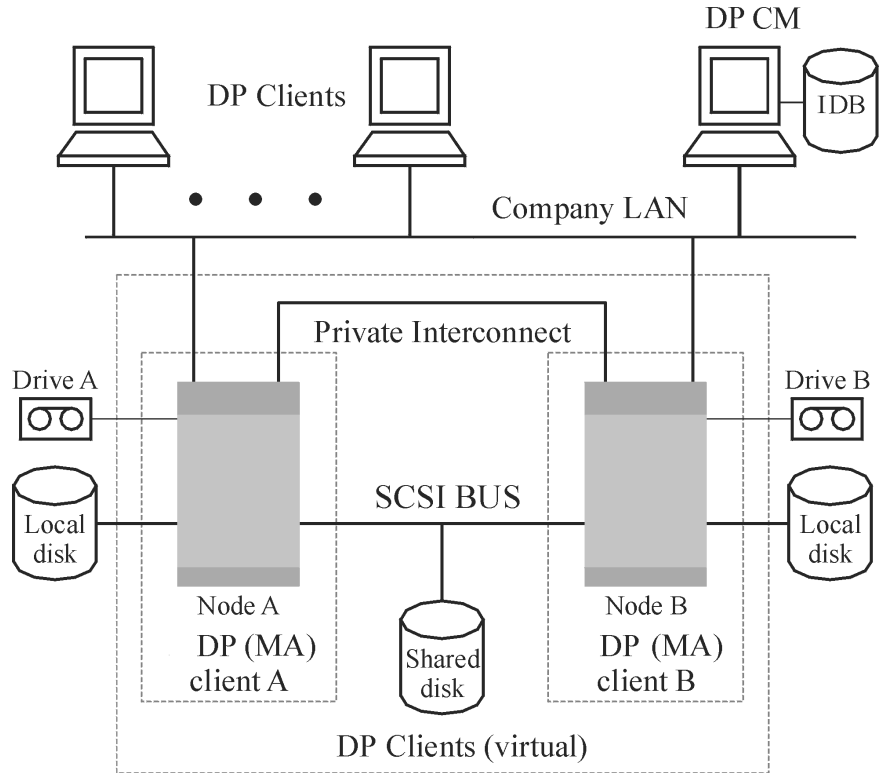 DP CM
DP Clients
IDB
Company LAN
Private Interconnect
Drive A
Drive B
SCSI BUS
Local
disk
Local
disk
Node A
Node B
DP (MA)
client A
Shared
disk
DP (MA)
client B
DP Clients (virtual)